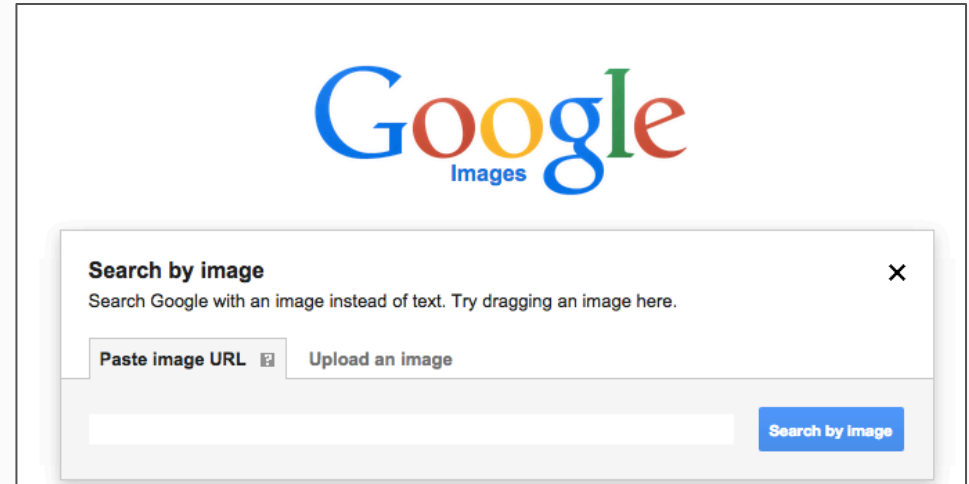 Google
Images
Search by image
Search Google with an image instead of text. Try dragging an image here.
Paste image URL ? Upload an image
Search by image